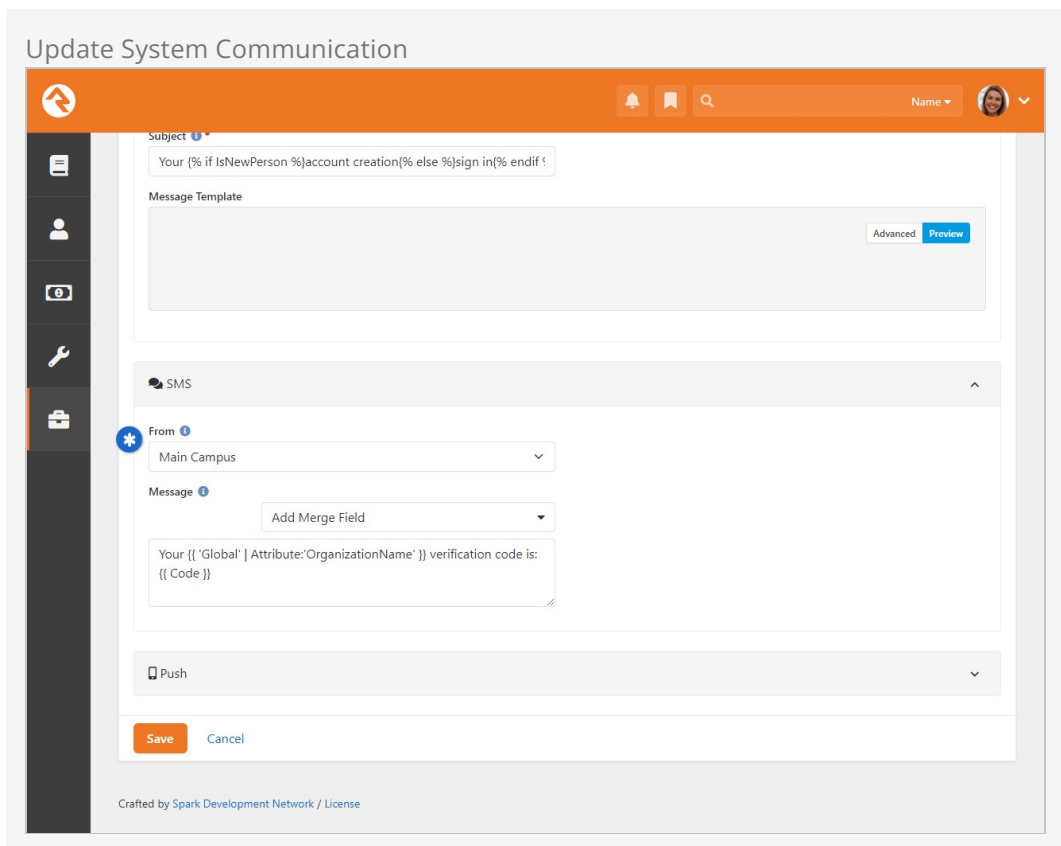 Update System Communication
Name
Subject
Your {% if IsNewPerson %}account creation{% else %}sign in{% endif %
Message Template
Advanced Preview
SMS
From
Main Campus
Message
Add Merge Field
Your {{ 'Global' | Attribute:'OrganizationName' }} verification code is:
{{ Code }}
Push
Save Cancel
Crafted by Spark Development Network / License